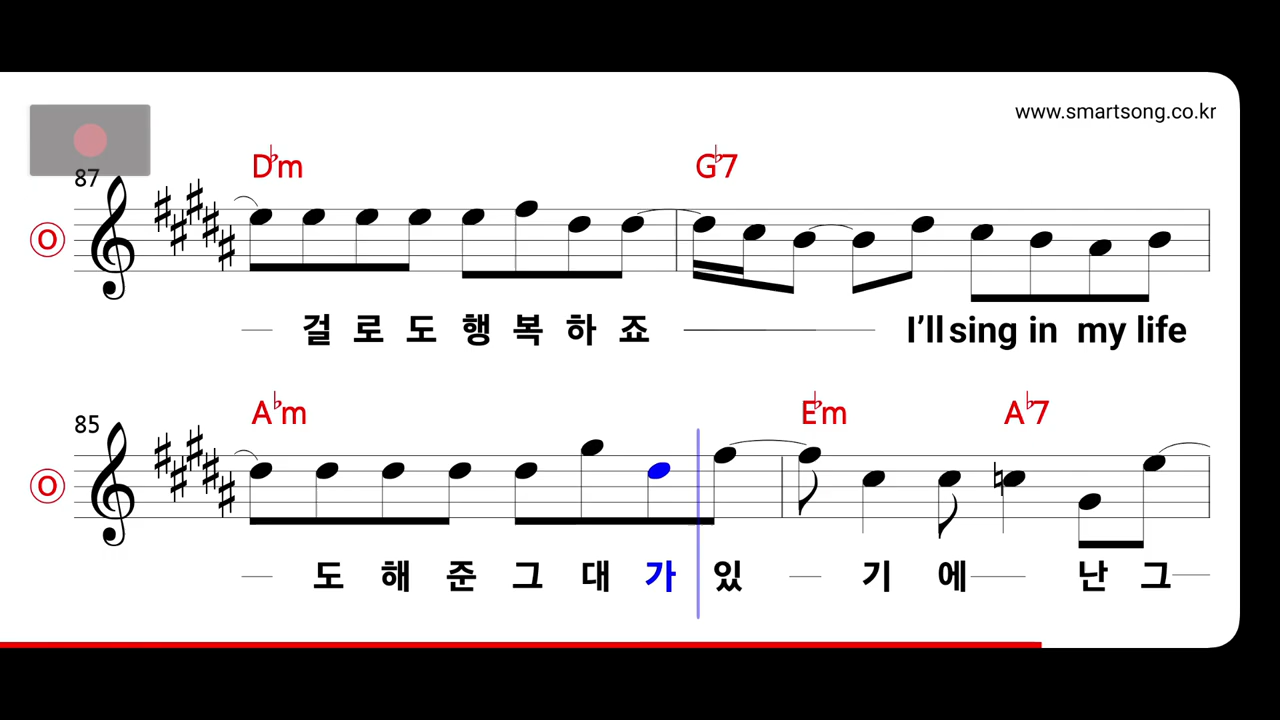 www.smartsong.co.kr
87
D♭m G♭7
O
걸 로 도 행 복 하 죠 I'll sing in my life
85
A♭m E♭m A♭7
O
도 해 준 그 대 가 있 기 에 난 그